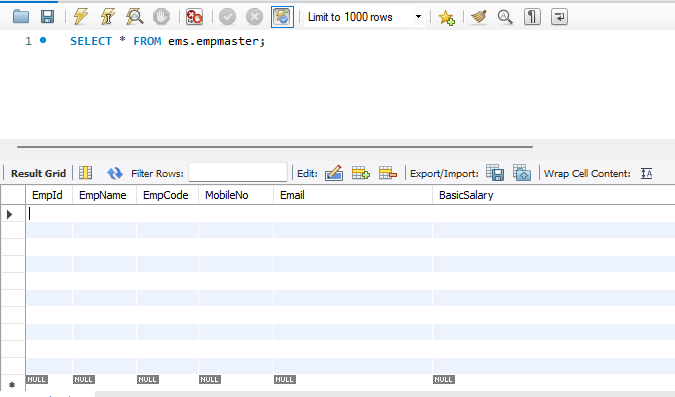 Limit to 1000 rows
1 SELECT * FROM ems.empmaster;
Result Grid Filter Rows: Edit: Export/Import: Wrap Cell Content:
EmpId EmpName EmpCode MobileNo Email BasicSalary
NULL NULL NULL NULL NULL NULL